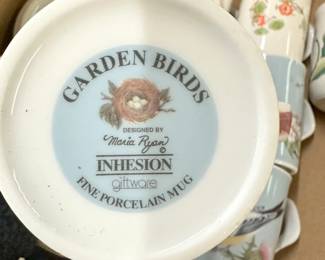 GARDEN BIRDS
DESIGNED BY
Maria Ryan ©
INHESION
giftware
FINE PORCELAIN MUG